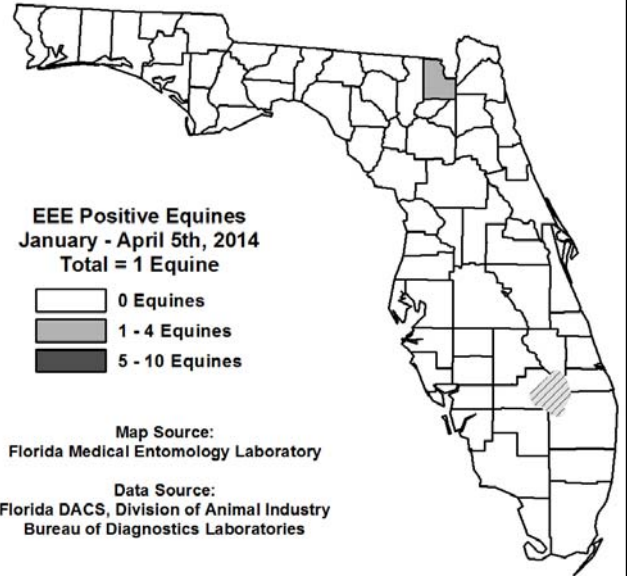 EEE Positive Equines
January - April 5th, 2014
Total = 1 Equine
0 Equines
1 - 4 Equines
5 - 10 Equines
Map Source:
Florida Medical Entomology Laboratory
Data Source:
Florida DACS, Division of Animal Industry
Bureau of Diagnostics Laboratories